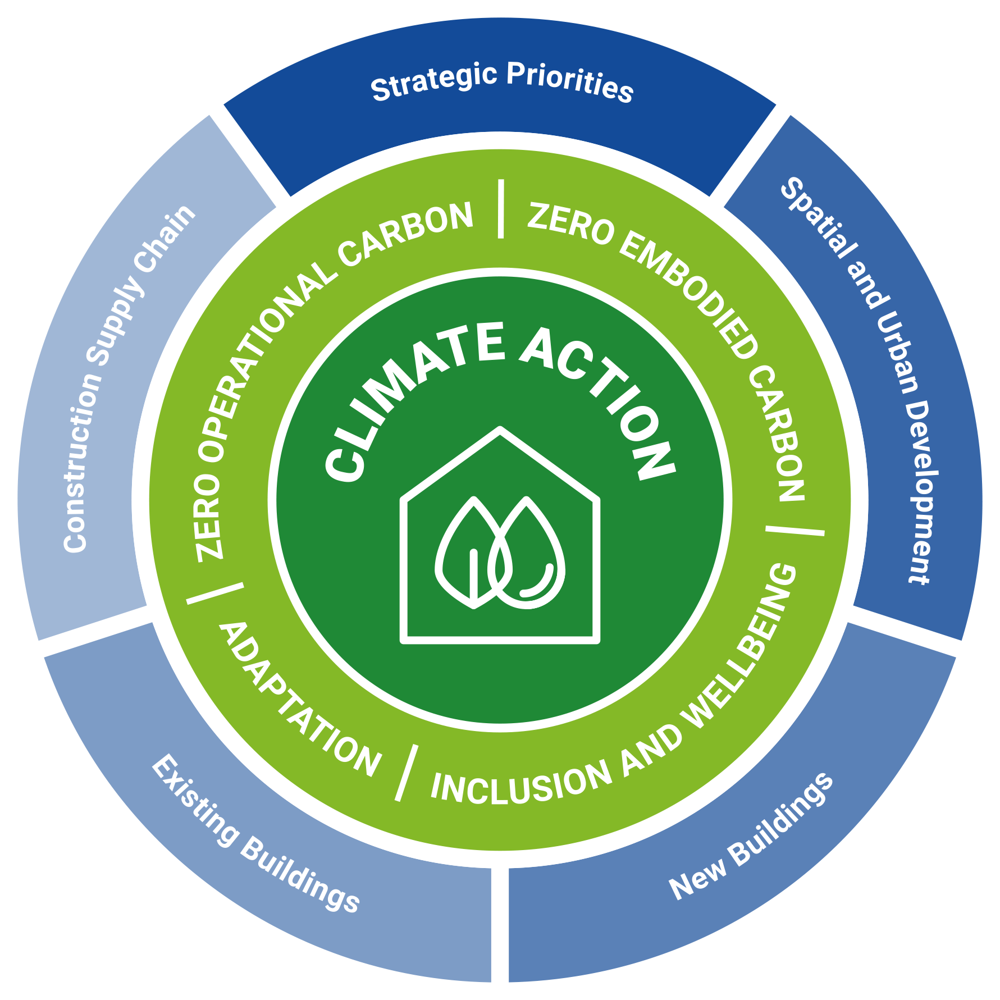 Strategic Priorities
Spatial and Urban Development
New Buildings
Existing Buildings
Construction Supply Chain
ZERO OPERATIONAL CARBON
ZERO EMBODIED CARBON
INCLUSION AND WELLBEING
ADAPTATION
CLIMATE ACTION